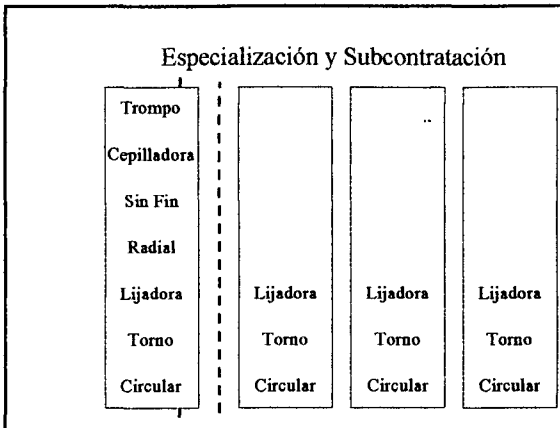 Especialización y Subcontratación
Trompo
Cepilladora
Sin Fin
Radial
Lijadora
Torno
Circular
Lijadora
Torno
Circular
Lijadora
Torno
Circular
Lijadora
Torno
Circular